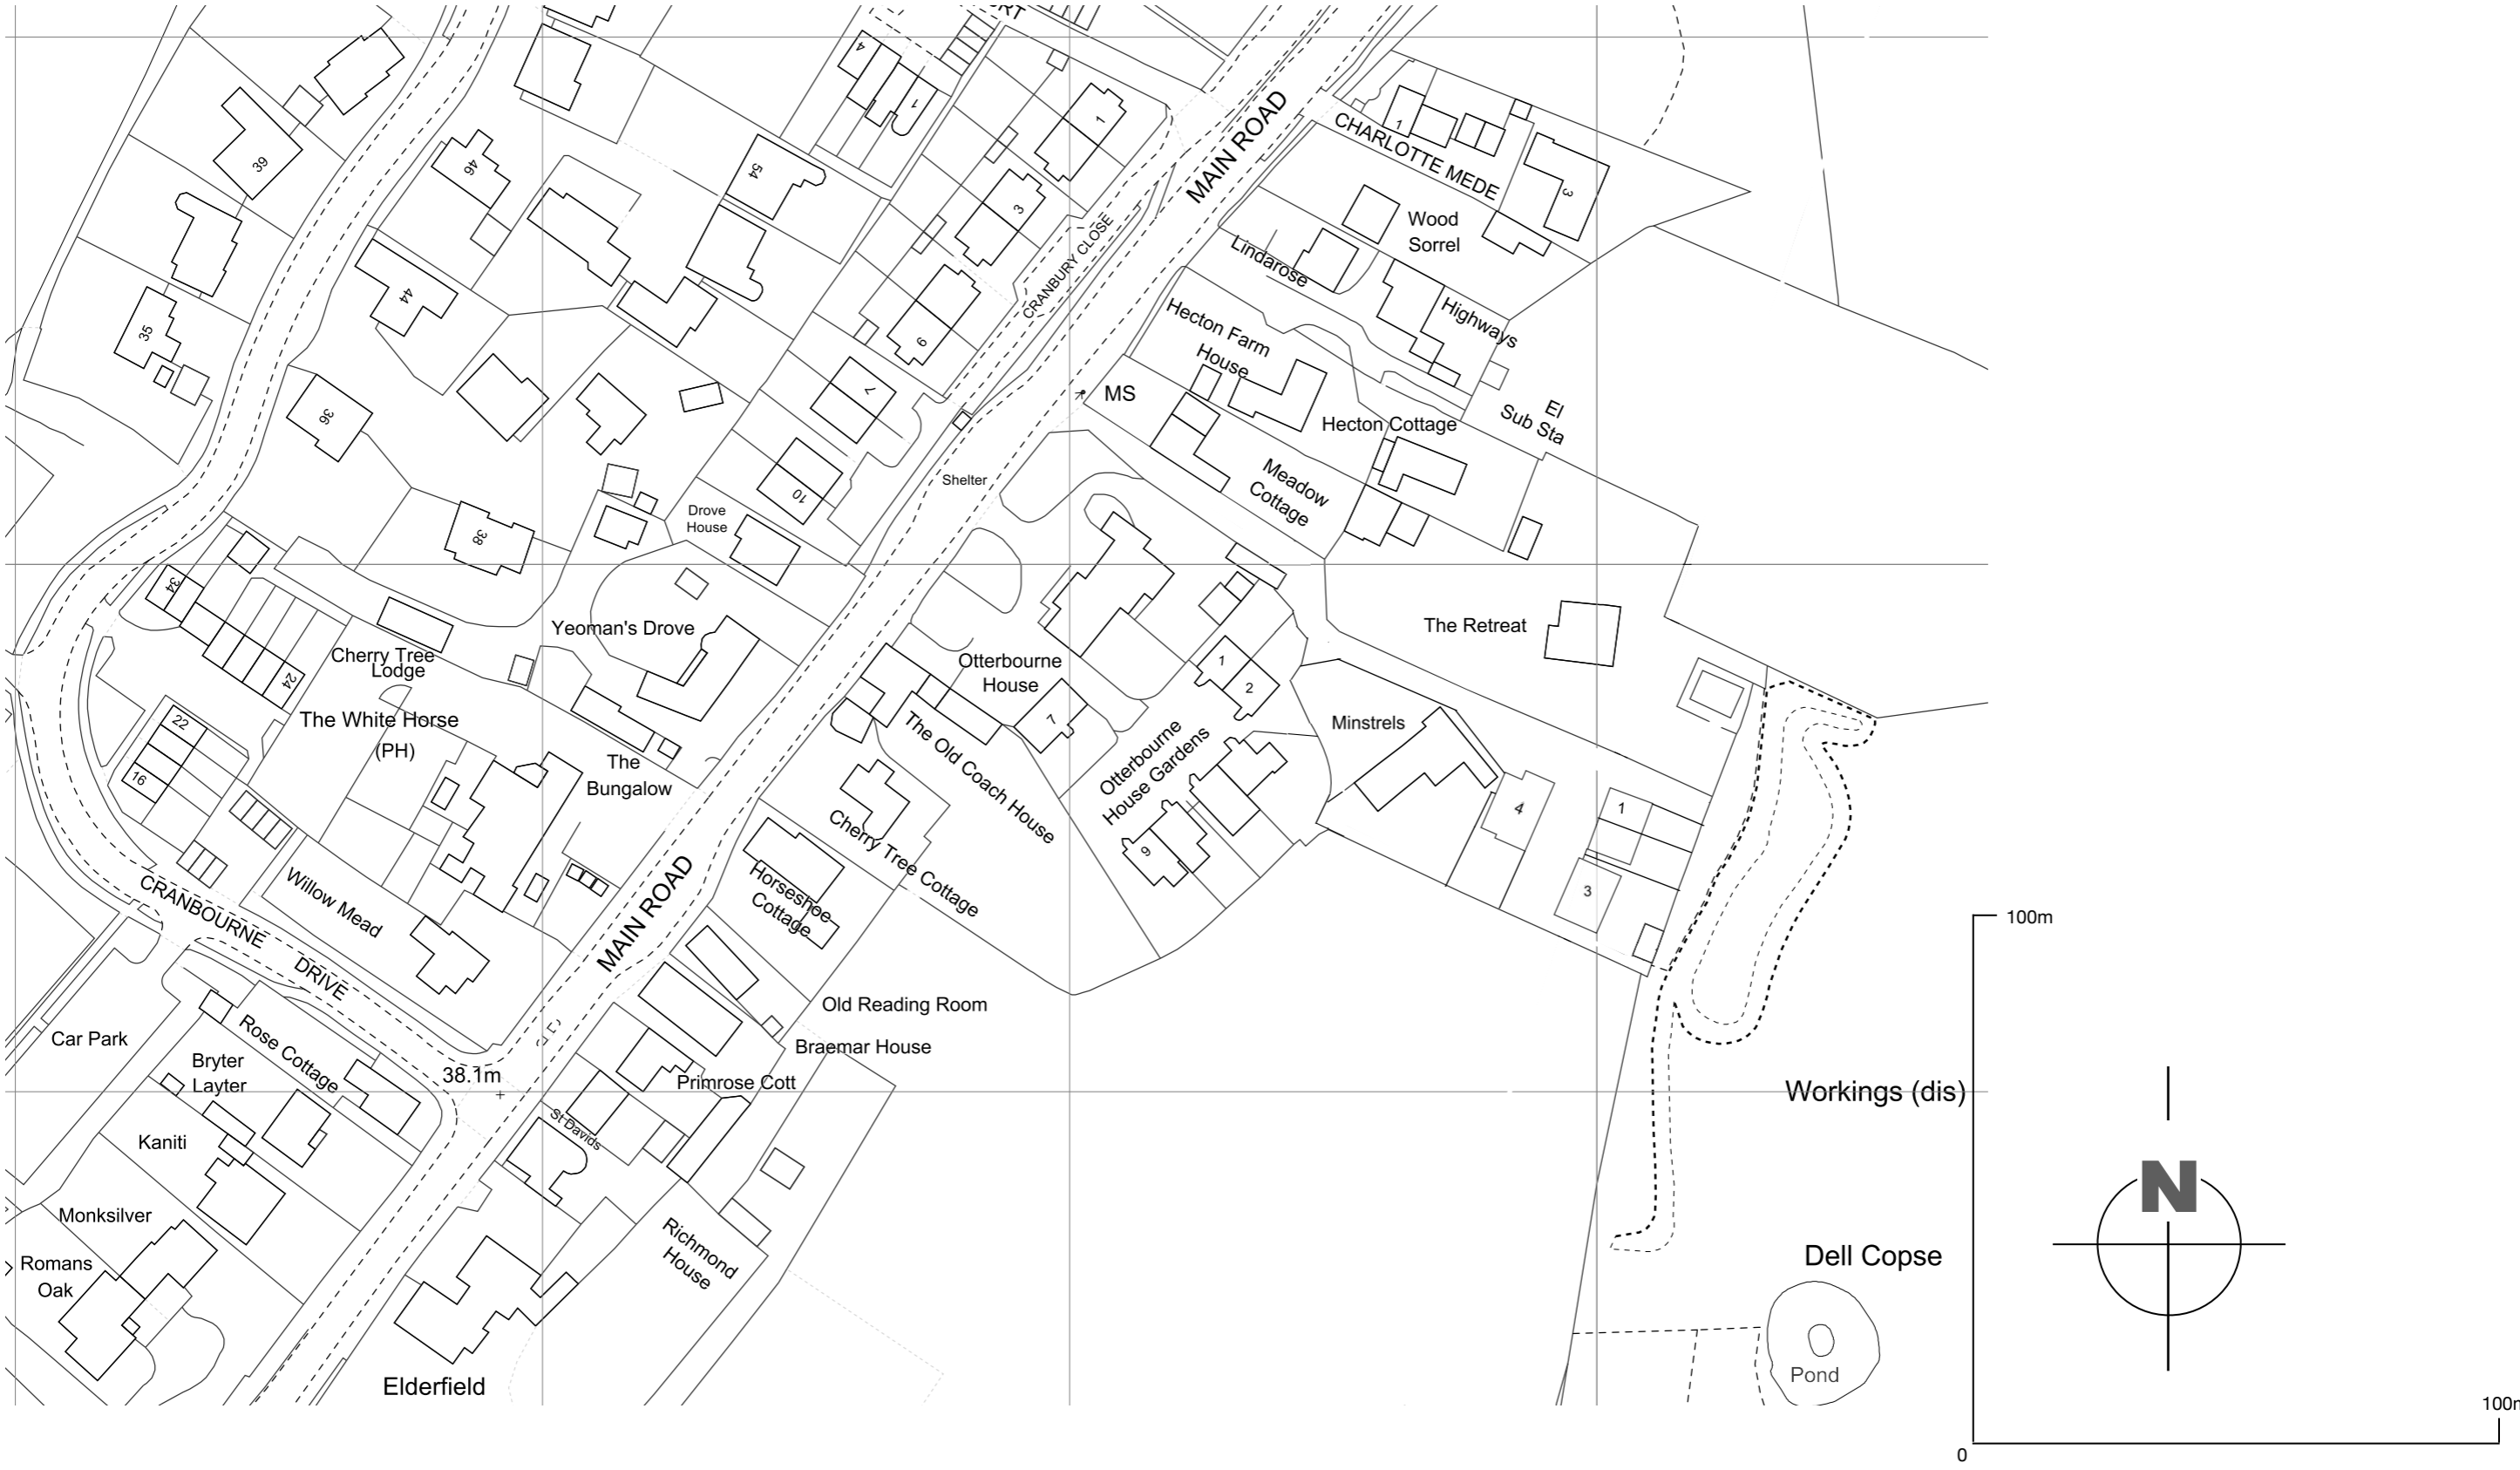 URT
4
1
1
MAIN ROAD
CHARLOTTE MEDE
1
3
39
46
54
3
CRANBURY CLOSE
Wood
Sorrel
Lindarose
Highways
35
44
6
Hecton Farm
House
MS
36
7
Hecton Cottage
El
Sub Sta
Shelter
Meadow
Cottage
10
Drove
House
38
34
Yeoman's Drove
The Retreat
Cherry Tree
Lodge
24
Otterbourne
House
1
2
22
The White Horse
(PH)
7
Minstrels
16
The
Bungalow
The Old Coach House
Otterbourne
House Gardens
4
1
9
3
Cherry Tree Cottage
Horseshoe
Cottage
Willow Mead
MAIN ROAD
CRANBOURNE
DRIVE
100m
Old Reading Room
Car Park
Rose Cottage
Braemar House
Bryter
Layter
38.1m
Primrose Cott
Workings (dis)
St Davids
Kaniti
N
Monksilver
Richmond
House
Dell Copse
Romans
Oak
Pond
Elderfield
100m
0